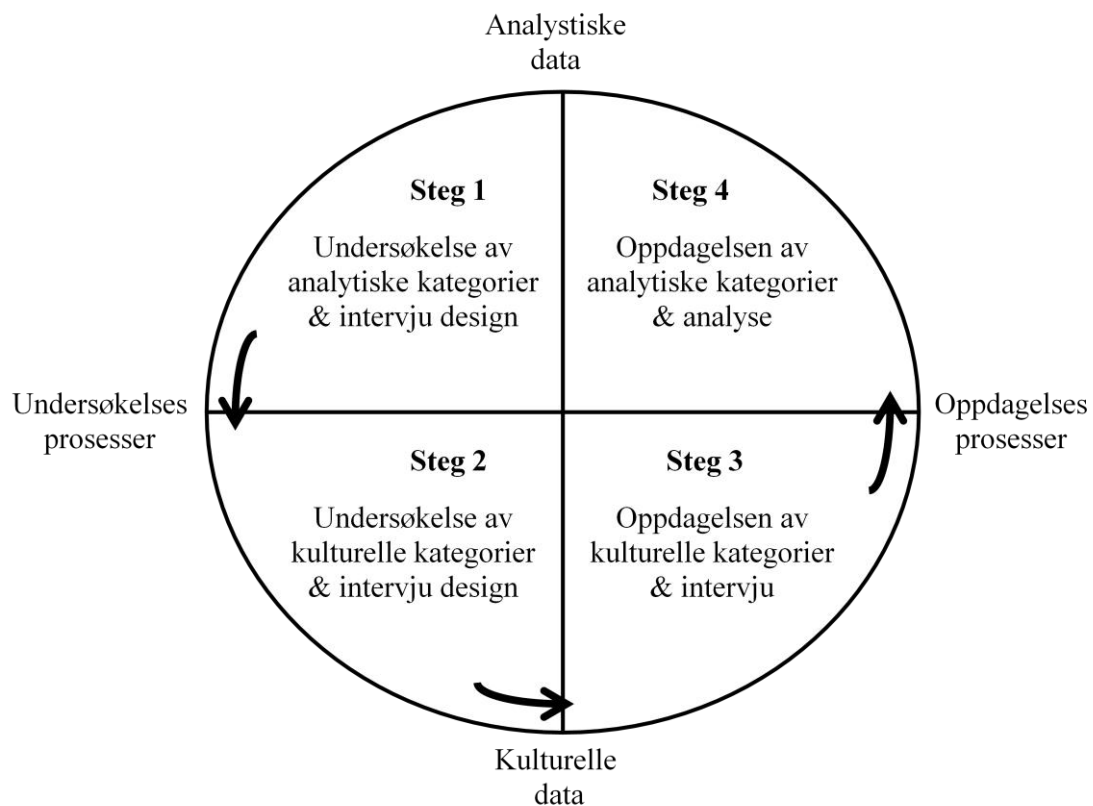 Analystiske
data
Steg 1
Undersøkelse av
analytiske kategorier
& intervju design
Steg 4
Oppdagelsen av
analytiske kategorier
& analyse
Undersøkelses
prosesser
Oppdagelses
prosesser
Steg 2
Undersøkelse av
kulturelle kategorier
& intervju design
Steg 3
Oppdagelsen av
kulturelle kategorier
& intervju
Kulturelle
data